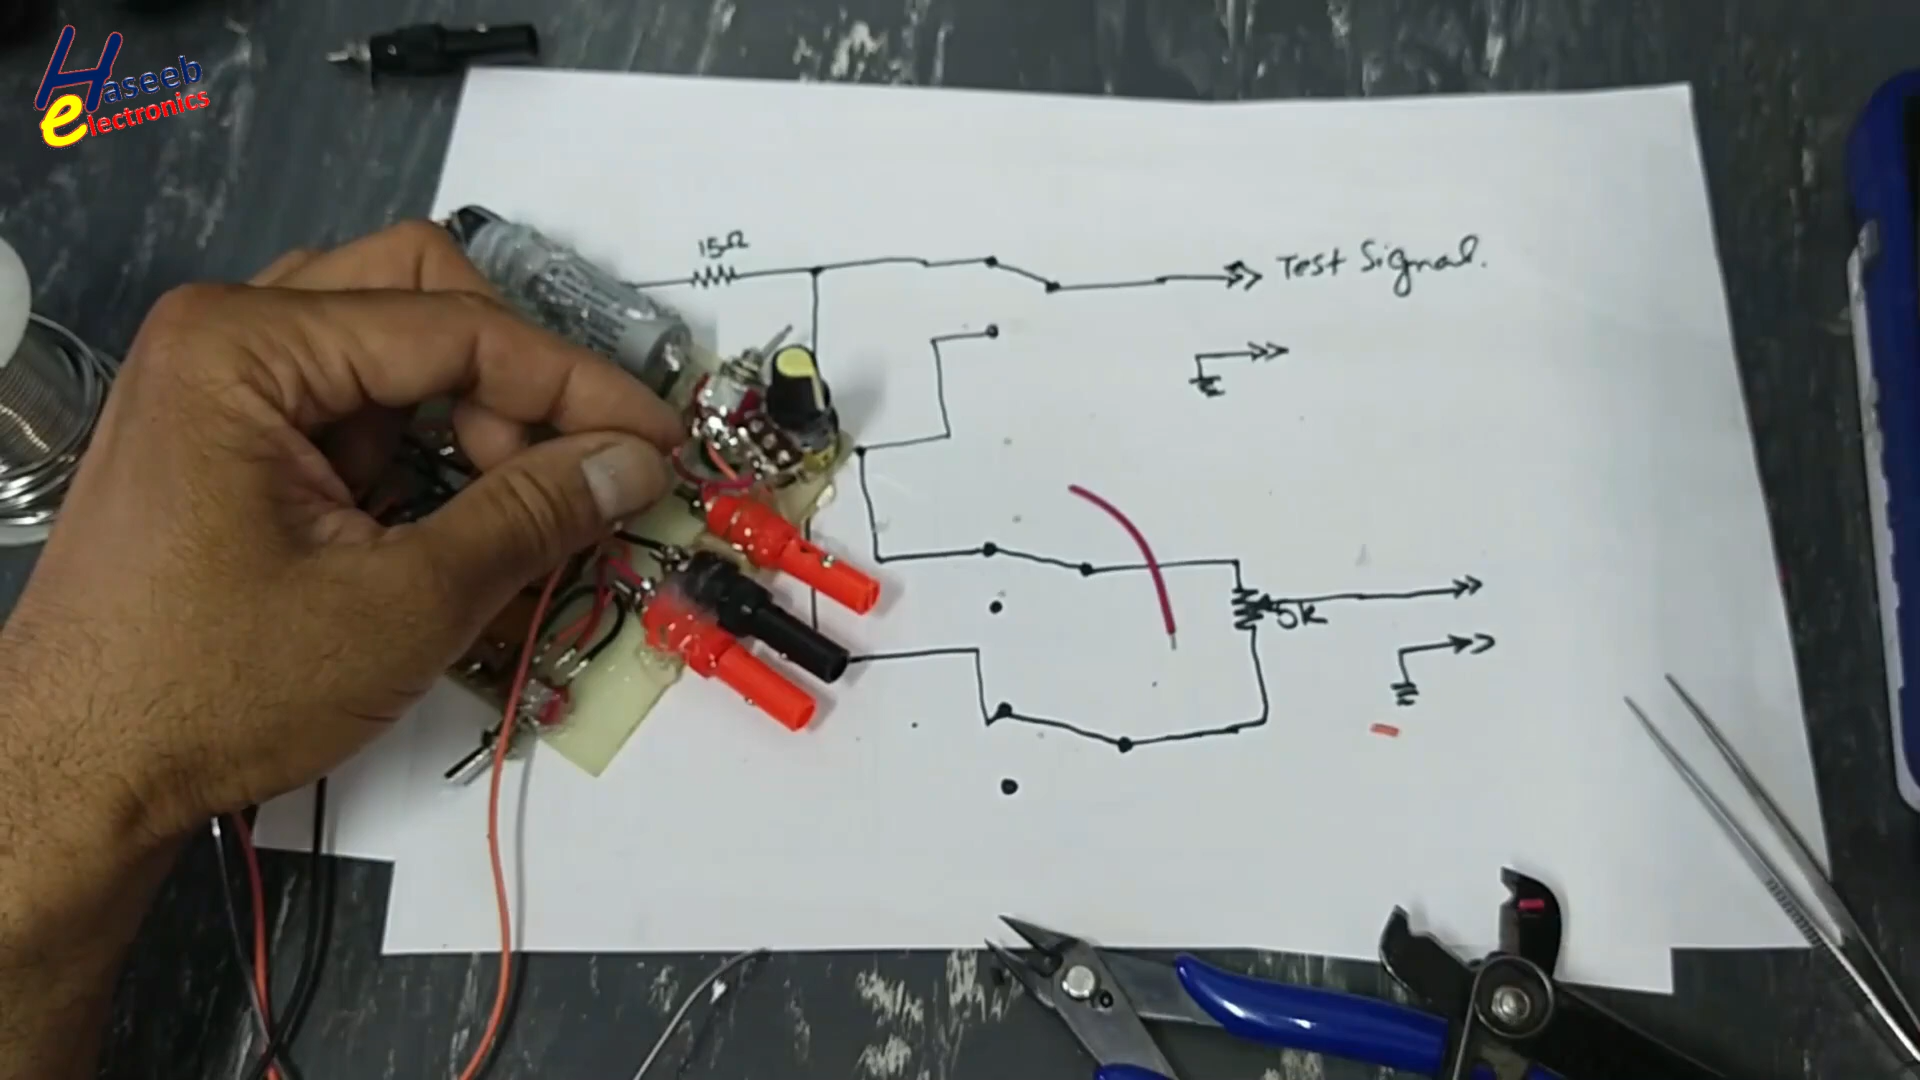 Haseeb
electronics
15Ω
Test Signal.
5k